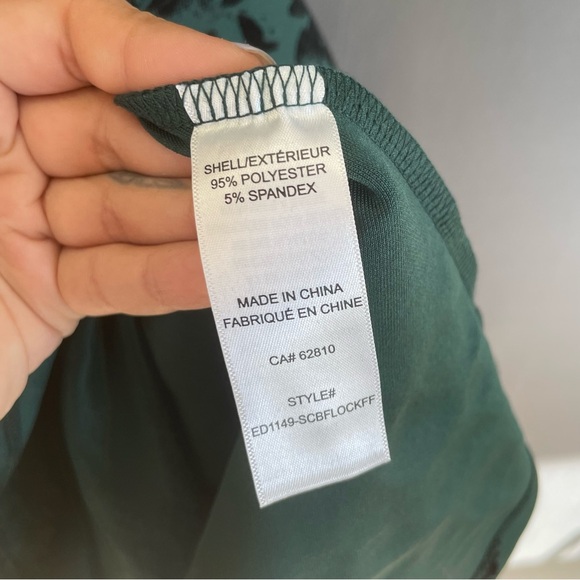 SHELL/EXTÉRIEUR
95% POLYESTER
5% SPANDEX
MADE IN CHINA
FABRIQUÉ EN CHINE
CA# 62810
STYLE#
ED1149-SCBFLOCKFF